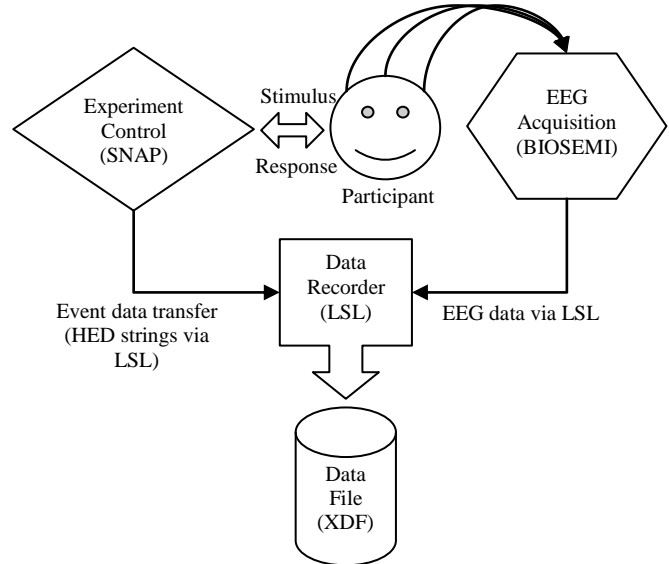 Experiment
Control
(SNAP)
Stimulus
Response
Participant
EEG
Acquisition
(BIOSEMI)
Event data transfer
(HED strings via
LSL)
Data
Recorder
(LSL)
EEG data via LSL
Data
File
(XDF)